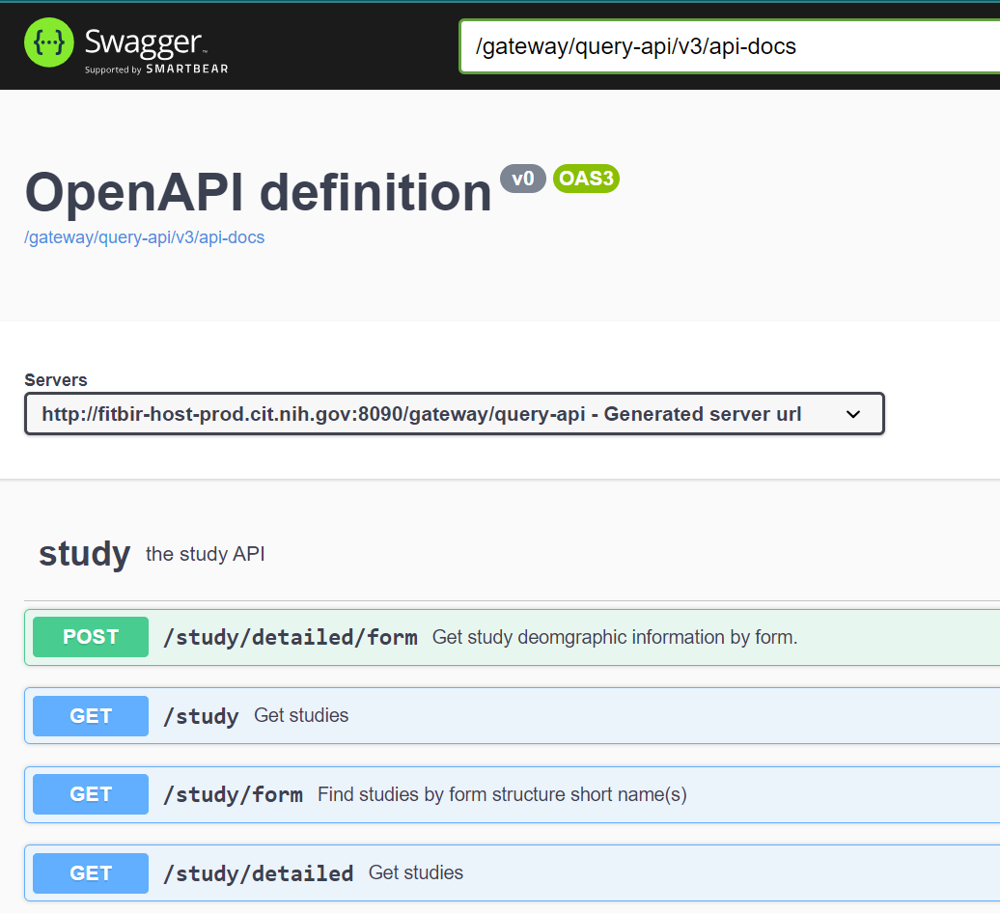 {···} Swagger™
Supported by SMARTBEAR
/gateway/query-api/v3/api-docs
OpenAPI definition v0 OAS3
/gateway/query-api/v3/api-docs
Servers
http://fitbir-host-prod.cit.nih.gov:8090/gateway/query-api - Generated server url
study the study API
POST /study/detailed/form Get study deomgraphic information by form.
GET /study Get studies
GET /study/form Find studies by form structure short name(s)
GET /study/detailed Get studies